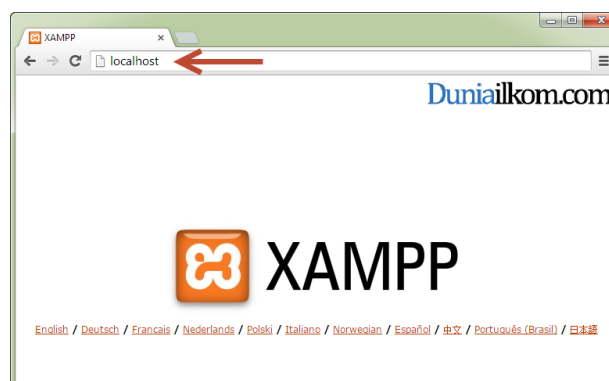 XAMPP
localhost
Duniailkom.com
XAMPP
English / Deutsch / Francais / Nederlands / Polski / Italiano / Norwegian / Español / 中文 / Português (Brasil) / 日本語